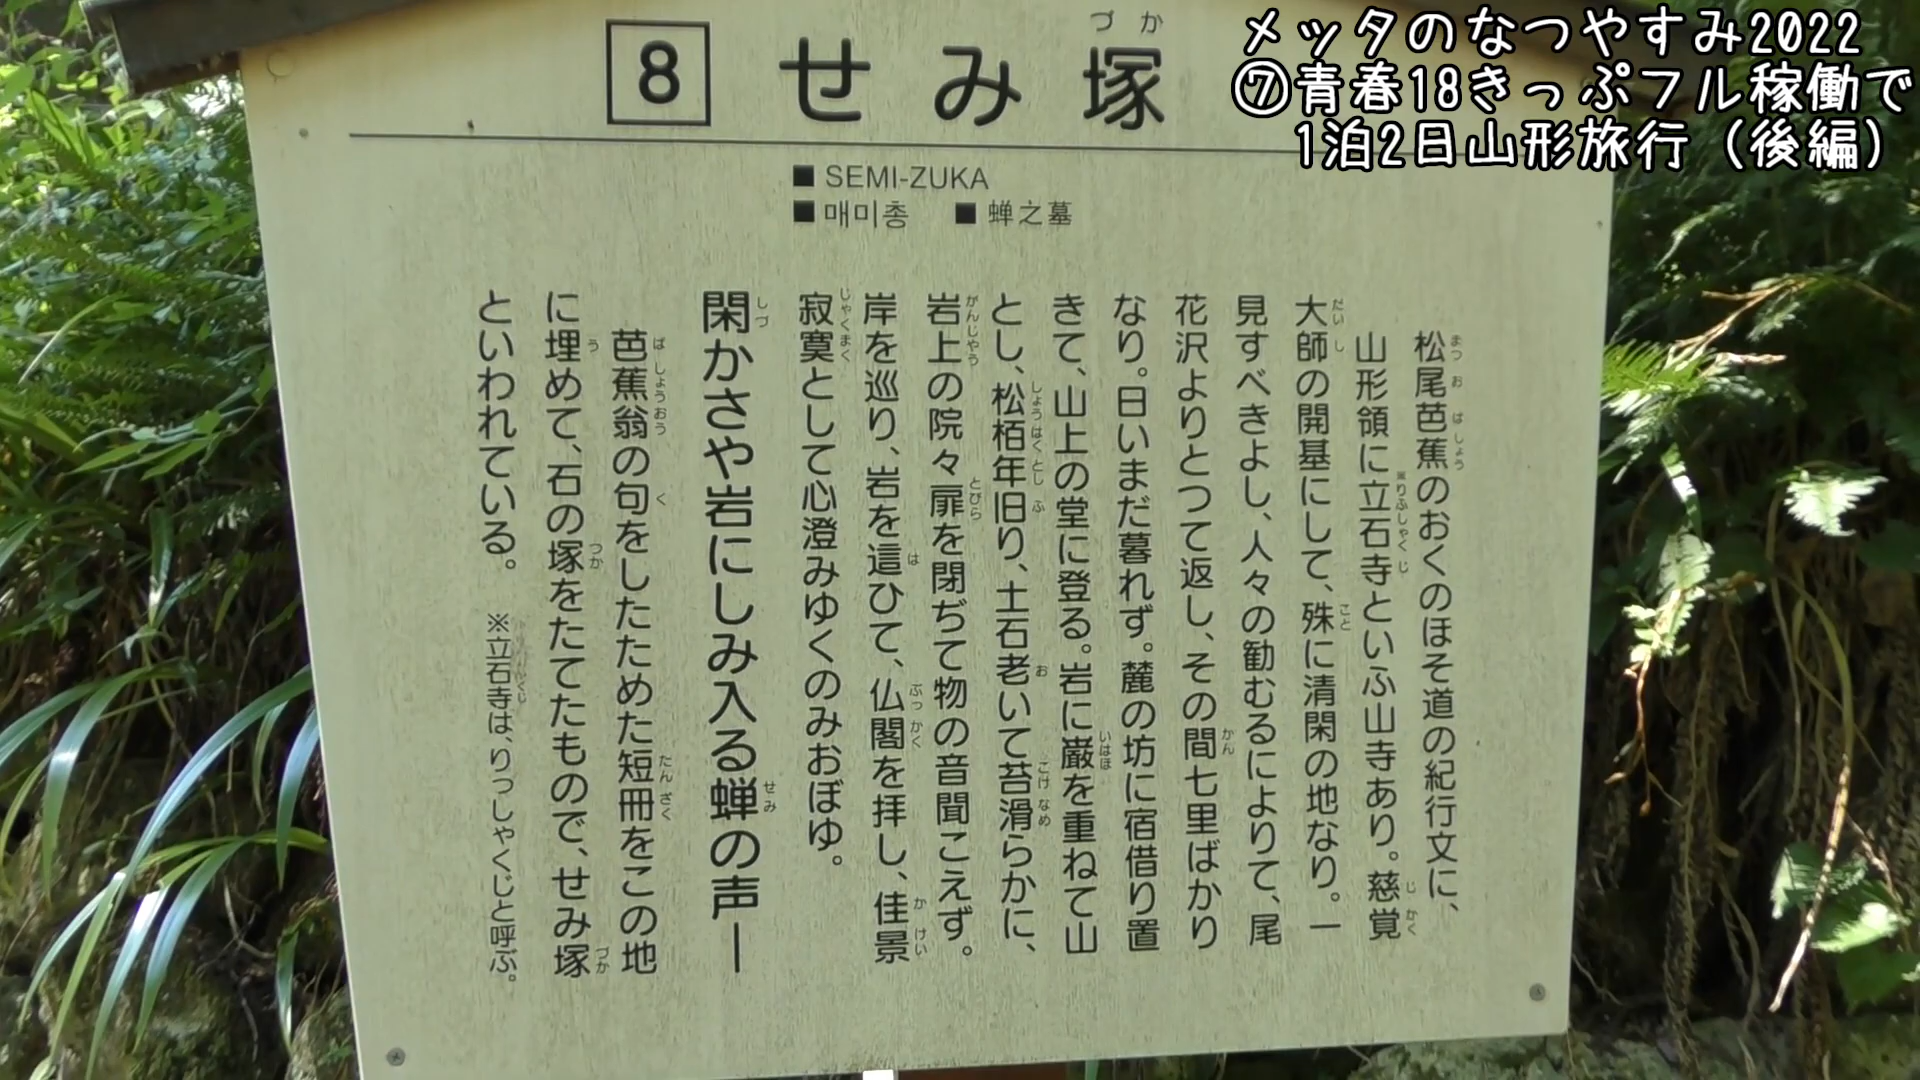 メッタのなつやすみ2022
⑦青春18きっぷフル稼働で
1泊2日山形旅行（後編）
8 せみ塚
づか
■ SEMI-ZUKA
■ 매미총 ■ 蝉之墓
松尾芭蕉のおくのほそ道の紀行文に、
山形領に立石寺といふ山寺あり。慈覚
大師の開基にして、殊に清閑の地なり。一
見すべきよし、人々の勧むるによりて、尾
花沢よりとつて返し、その間七里ばかり
なり。日いまだ暮れず。麓の坊に宿借り置
きて、山上の堂に登る。岩に巌を重ねて山
とし、松栢年旧り、土石老いて苔滑らかに、
岩上の院々扉を閉ぢて物の音聞こえず。
岸を巡り、岩を這ひて、仏閣を拝し、佳景
寂寞として心澄みゆくのみおぼゆ。
閑かさや岩にしみ入る蝉の声―
芭蕉翁の句をしたためた短冊をこの地
に埋めて、石の塚をたてたもので、せみ塚
といわれている。 ※立石寺は、りっしゃくじと呼ぶ。